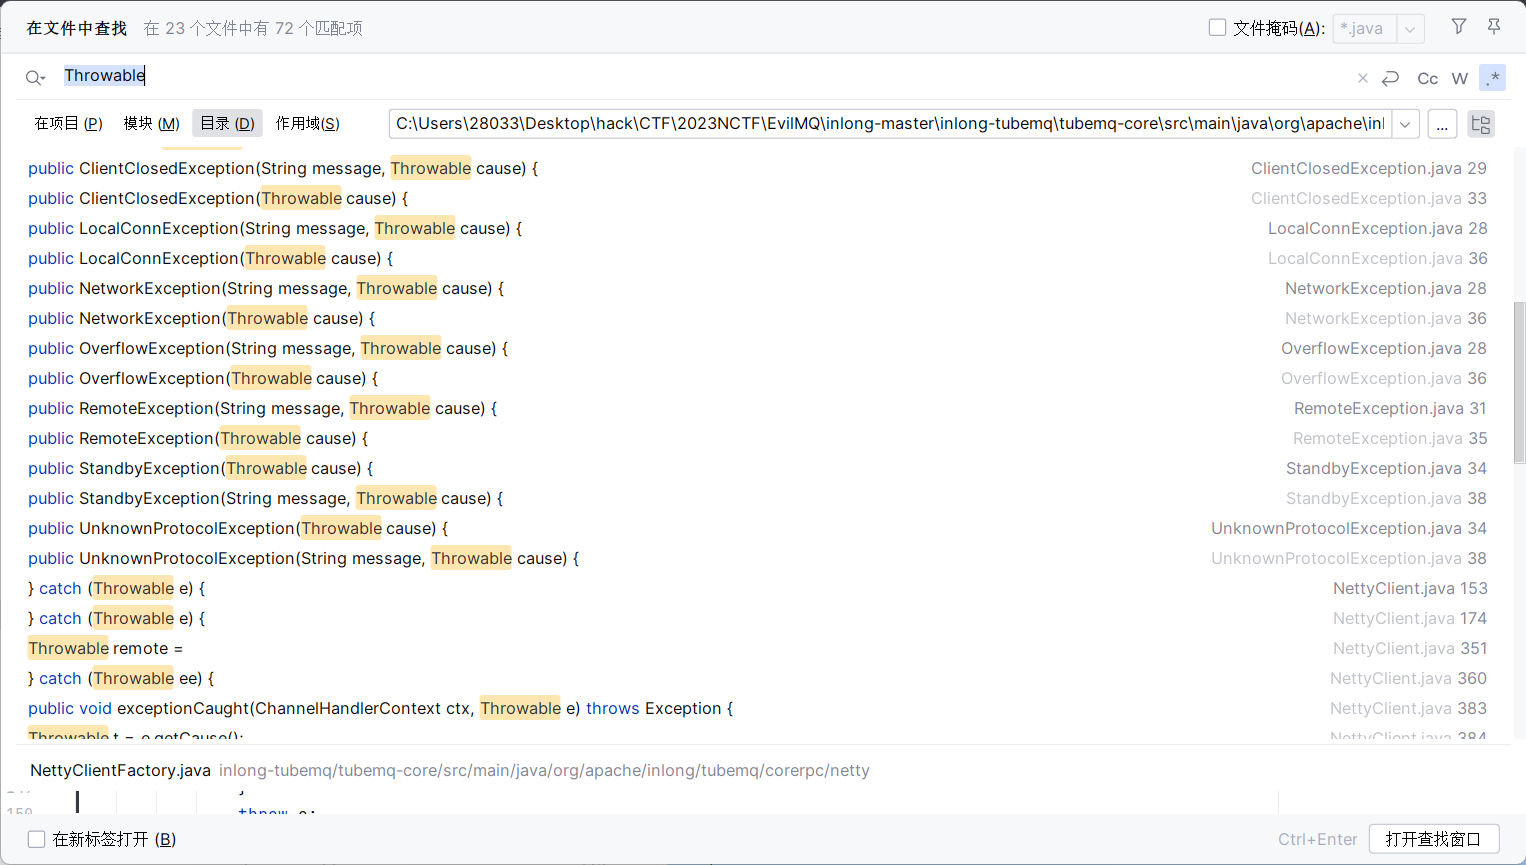 在文件中查找 在 23 个文件中有 72 个匹配项 文件掩码(A): *.java
Throwable Cc W .*
在项目 (P) 模块 (M) 目录 (D) 作用域(S) C:\Users\28033\Desktop\hack\CTF\2023NCTF\EvilMQ\inlong-master\inlong-tubemq\tubemq-core\src\main\java\org\apache\inl ...
public ClientClosedException(String message, Throwable cause) { ClientClosedException.java 29
public ClientClosedException(Throwable cause) { ClientClosedException.java 33
public LocalConnException(String message, Throwable cause) { LocalConnException.java 28
public LocalConnException(Throwable cause) { LocalConnException.java 36
public NetworkException(String message, Throwable cause) { NetworkException.java 28
public NetworkException(Throwable cause) { NetworkException.java 36
public OverflowException(String message, Throwable cause) { OverflowException.java 28
public OverflowException(Throwable cause) { OverflowException.java 36
public RemoteException(String message, Throwable cause) { RemoteException.java 31
public RemoteException(Throwable cause) { RemoteException.java 35
public StandbyException(Throwable cause) { StandbyException.java 34
public StandbyException(String message, Throwable cause) { StandbyException.java 38
public UnknownProtocolException(Throwable cause) { UnknownProtocolException.java 34
public UnknownProtocolException(String message, Throwable cause) { UnknownProtocolException.java 38
} catch (Throwable e) { NettyClient.java 153
} catch (Throwable e) { NettyClient.java 174
Throwable remote = NettyClient.java 351
} catch (Throwable ee) { NettyClient.java 360
public void exceptionCaught(ChannelHandlerContext ctx, Throwable e) throws Exception { NettyClient.java 383
Throwable t = e.getCause(); NettyClient.java 384
NettyClientFactory.java inlong-tubemq/tubemq-core/src/main/java/org/apache/inlong/tubemq/corerpc/netty
150 throw e;
在新标签打开 (B) Ctrl+Enter 打开查找窗口